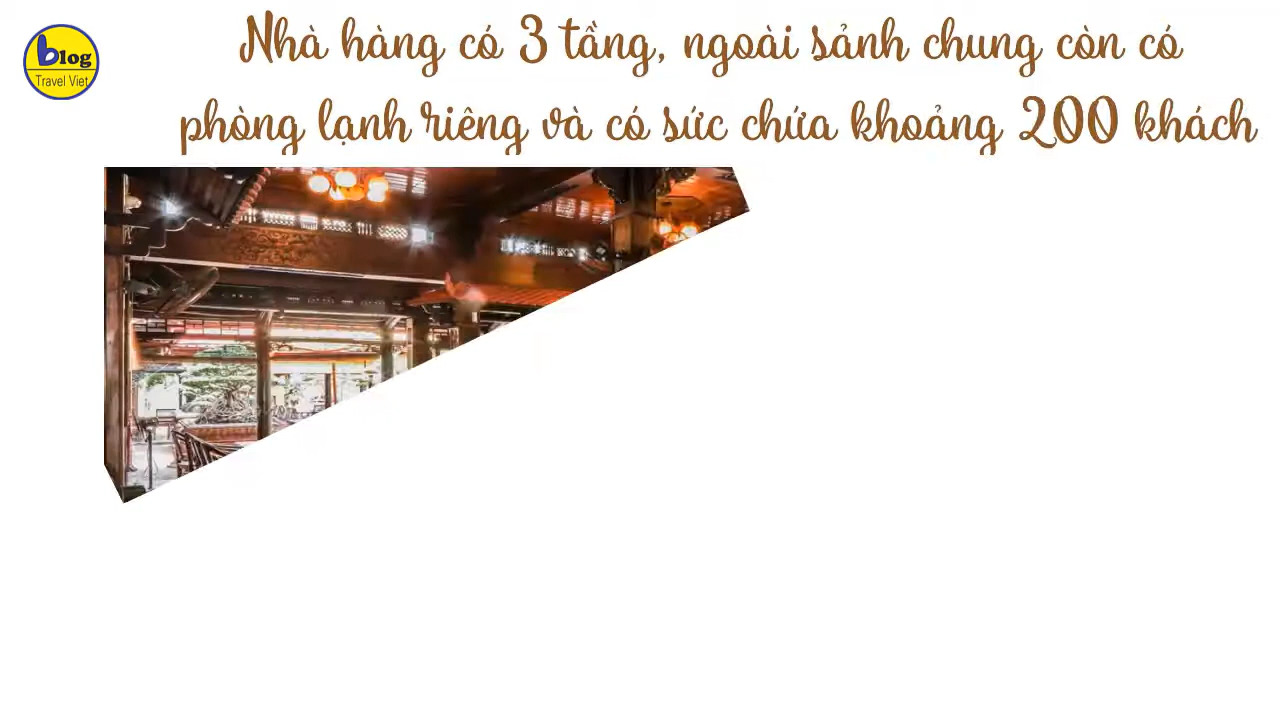 blog
Travel Viet
Nhà hàng có 3 tầng, ngoài sảnh chung còn có
phòng lạnh riêng và có sức chứa khoảng 200 khách